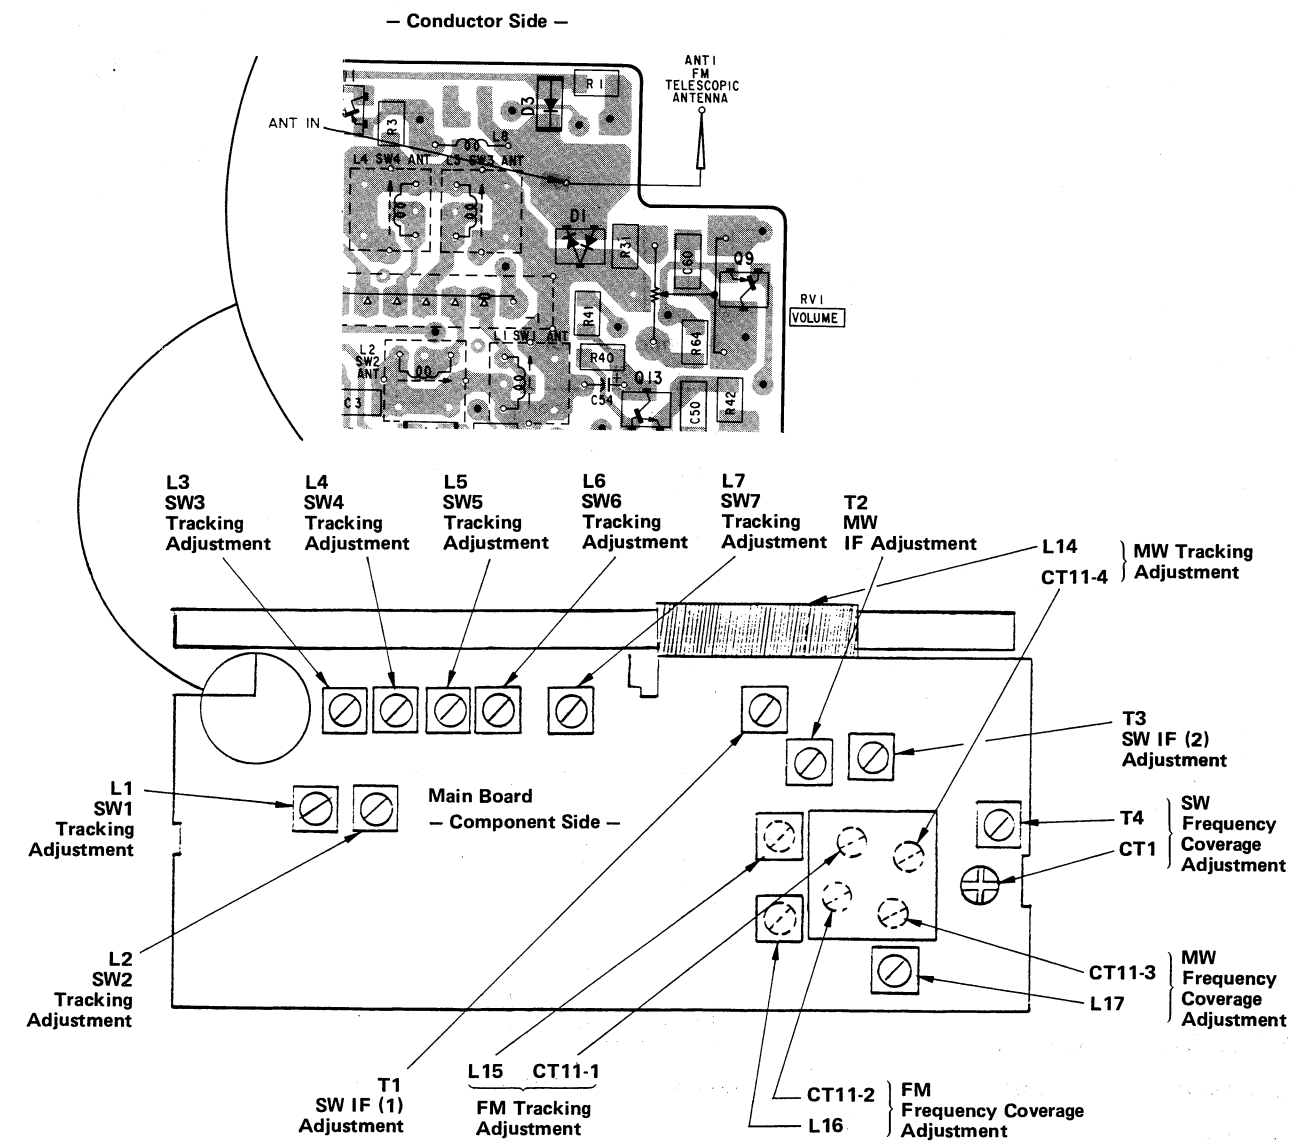 — Conductor Side —
ANT1
FM
TELESCOPIC
ANTENNA
R1
D3
ANT IN
R3
L8
L4 SW4 ANT
L3 SW3 ANT
D1
R31
C60
Q9
RV1
VOLUME
R41
R64
L1 SW1 ANT
L2
SW2
ANT
R40
Q13
C54
C3
C50
R42
L3
SW3
Tracking
Adjustment
L4
SW4
Tracking
Adjustment
L5
SW5
Tracking
Adjustment
L6
SW6
Tracking
Adjustment
L7
SW7
Tracking
Adjustment
T2
MW
IF Adjustment
L14
CT11-4
MW Tracking
Adjustment
T3
SW IF (2)
Adjustment
L1
SW1
Tracking
Adjustment
Main Board
— Component Side —
T4
CT1
SW
Frequency
Coverage
Adjustment
L2
SW2
Tracking
Adjustment
CT11-3
L17
MW
Frequency
Coverage
Adjustment
T1
SW IF (1)
Adjustment
L15 CT11-1
FM Tracking
Adjustment
CT11-2
L16
FM
Frequency Coverage
Adjustment